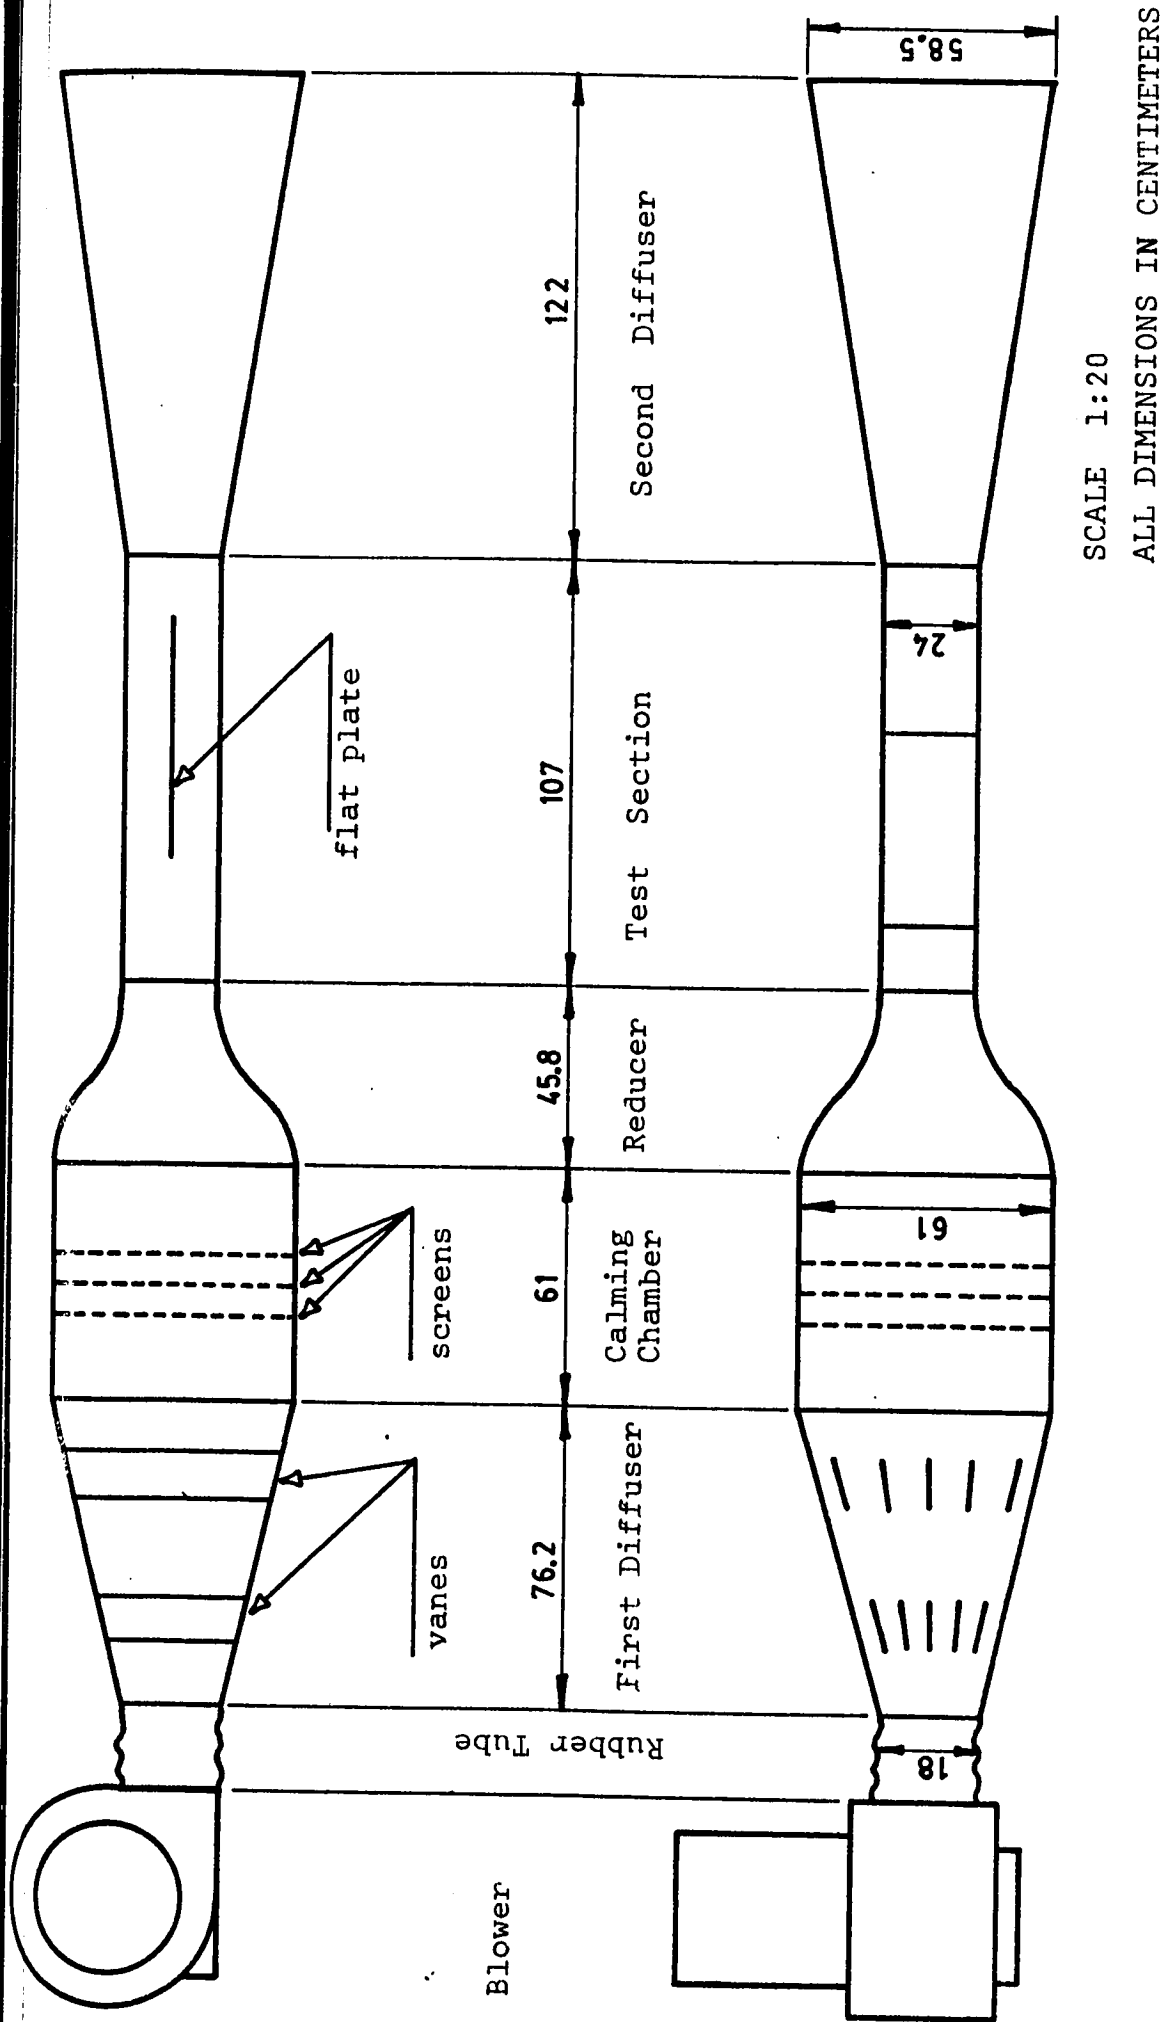 Blower
Rubber Tube
First Diffuser
Calming
Chamber
Reducer
Test Section
Second Diffuser
76.2
61
45.8
107
122
vanes
screens
flat plate
18
61
24
58.5
SCALE 1:20
ALL DIMENSIONS IN CENTIMETERS